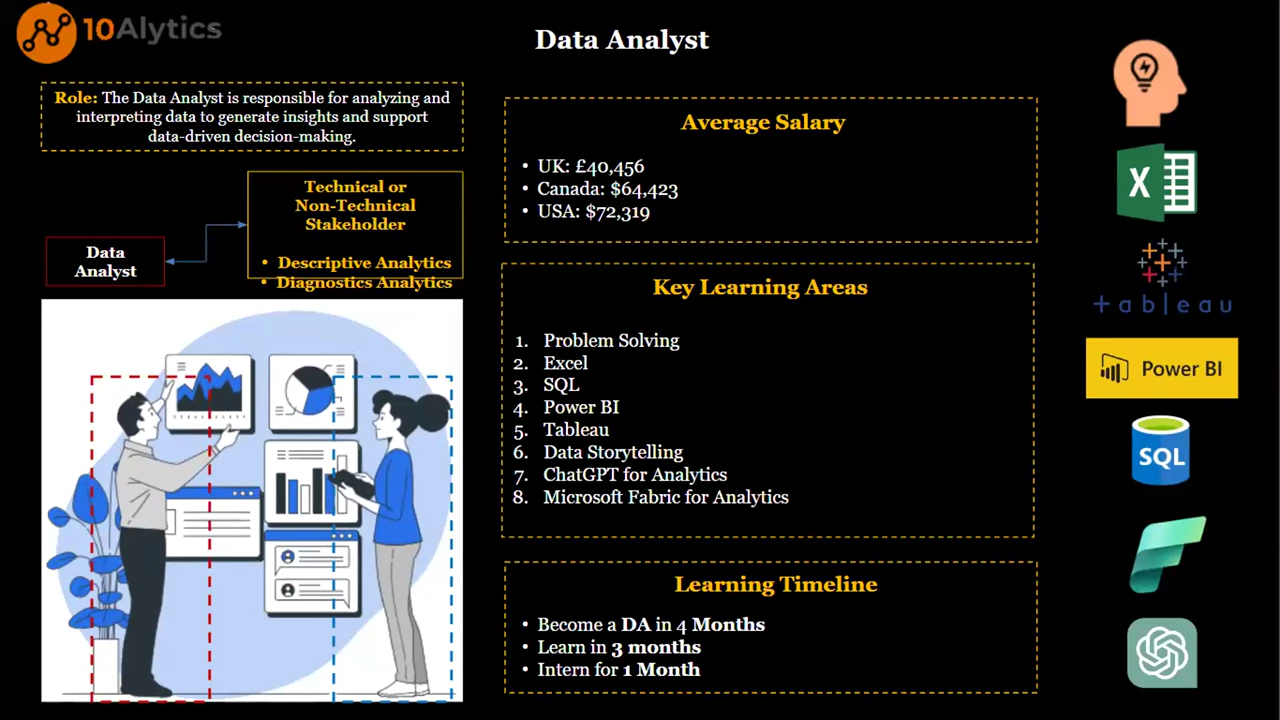 10Alytics
Data Analyst
Role: The Data Analyst is responsible for analyzing and
interpreting data to generate insights and support
data-driven decision-making.
Technical or
Non-Technical
Stakeholder
• Descriptive Analytics
• Diagnostics Analytics
Data
Analyst
Average Salary
• UK: £40,456
• Canada: $64,423
• USA: $72,319
Key Learning Areas
1. Problem Solving
2. Excel
3. SQL
4. Power BI
5. Tableau
6. Data Storytelling
7. ChatGPT for Analytics
8. Microsoft Fabric for Analytics
Learning Timeline
• Become a DA in 4 Months
• Learn in 3 months
• Intern for 1 Month
X
+ableau
Power BI
SQL